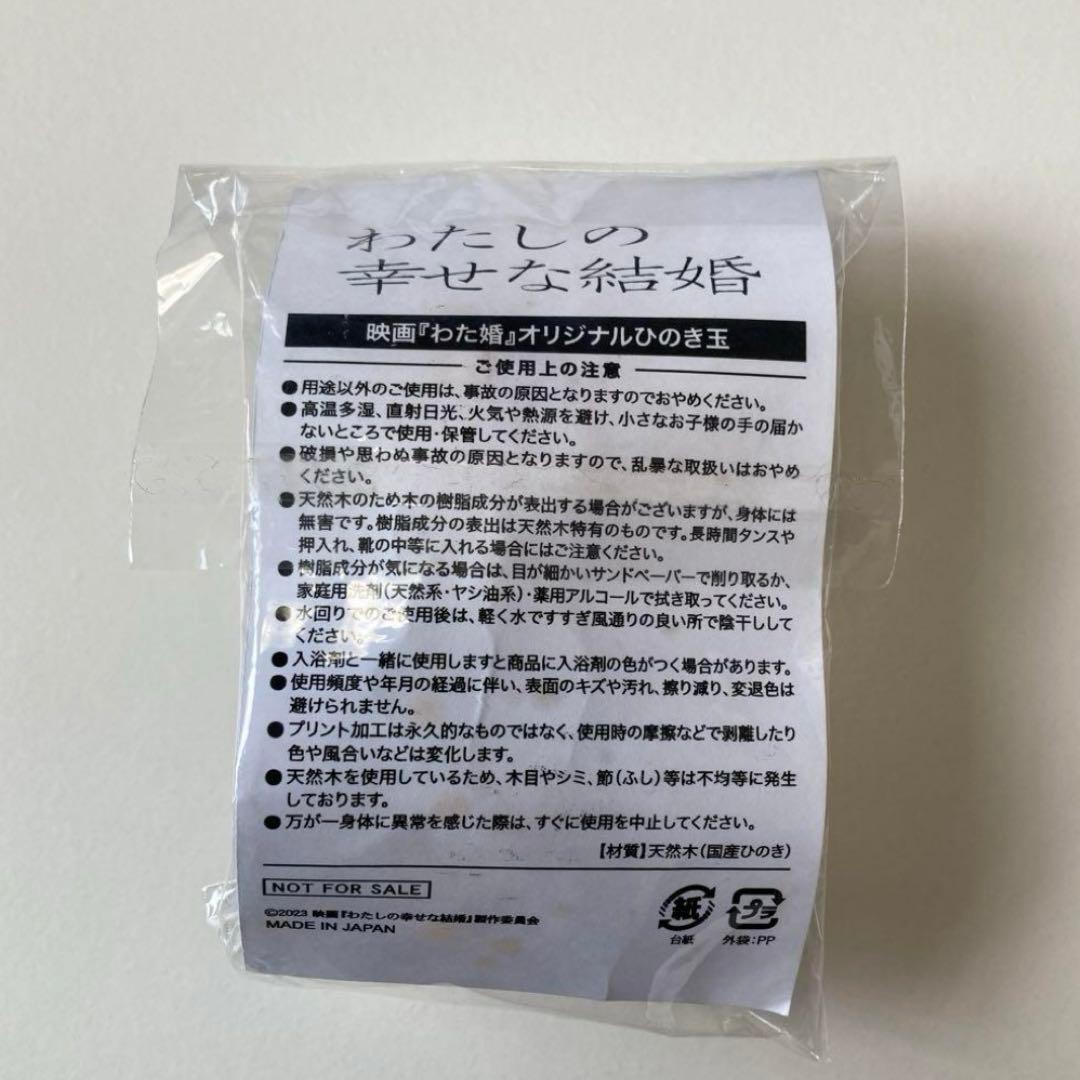 わたしの
幸せな結婚
映画『わた婚』オリジナルひのき玉
ご使用上の注意
●用途以外のご使用は、事故の原因となりますのでおやめください。
●高温多湿、直射日光、火気や熱源を避け、小さなお子様の手の届か
ないところで使用・保管してください。
●破損や思わぬ事故の原因となりますので、乱暴な取扱いはおやめ
ください。
●天然木のため木の樹脂成分が表出する場合がございますが、身体には
無害です。樹脂成分の表出は天然木特有のものです。長時間タンスや
押入れ、靴の中等に入れる場合にはご注意ください。
●樹脂成分が気になる場合は、目が細かいサンドペーパーで削り取るか、
家庭用洗剤(天然系・ヤシ油系)・薬用アルコールで拭き取ってください。
●水回りでのご使用後は、軽く水ですすぎ風通りの良い所で陰干しして
ください。
●入浴剤と一緒に使用しますと商品に入浴剤の色がつく場合があります。
●使用頻度や年月の経過に伴い、表面のキズや汚れ、擦り減り、変退色は
避けられません。
●プリント加工は永久的なものではなく、使用時の摩擦などで剥離したり
色や風合いなどは変化します。
●天然木を使用しているため、木目やシミ、節(ふし)等は不均等に発生
しております。
●万が一身体に異常を感じた際は、すぐに使用を中止してください。
【材質】天然木(国産ひのき)
NOT FOR SALE
©2023 映画『わたしの幸せな結婚』製作委員会
MADE IN JAPAN
紙
台紙
プラ
外袋:PP